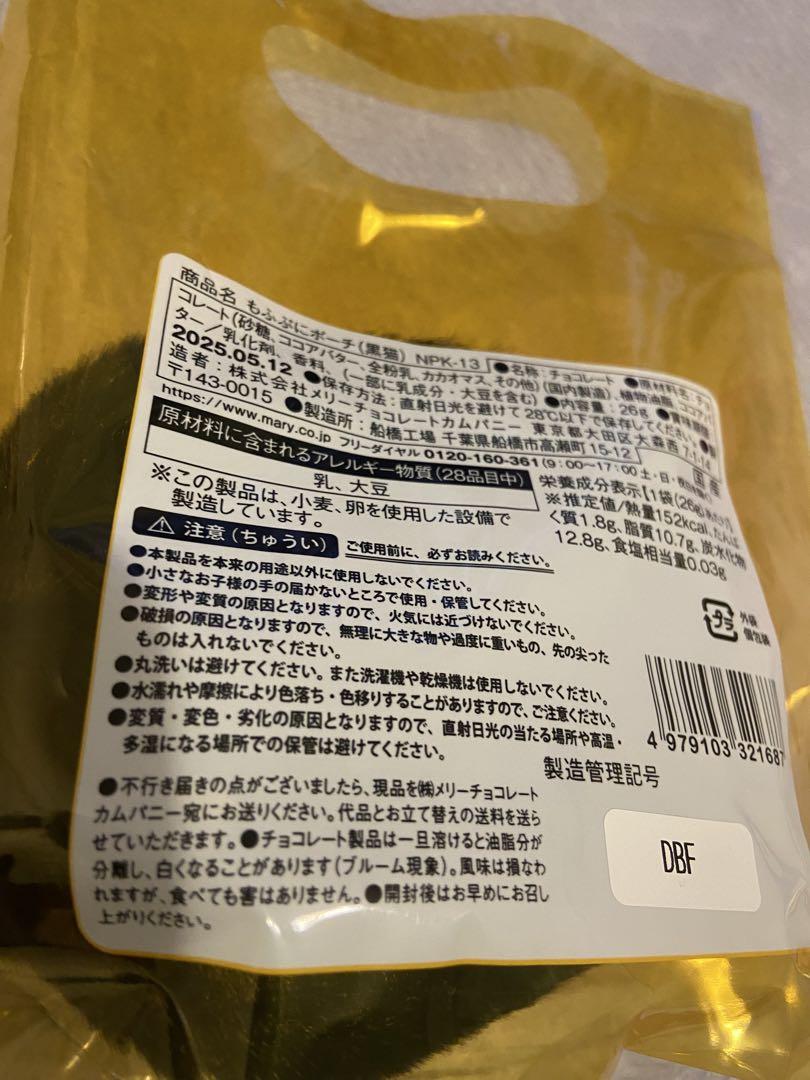 商品名 もふぷにポーチ(黒猫) NPK-13 ●名称:チョコレート ●原材料名:チョ
コレート(砂糖、ココアバター、全粉乳、カカオマス、その他)(国内製造)、植物油脂、ココアバ
ター/乳化剤、香料、(一部に乳成分・大豆を含む) ●内容量:26g ●賞味期限
2025.05.12 ●保存方法:直射日光を避けて28℃以下で保存してください。●製
造者:株式会社メリーチョコレートカムパニー 東京都大田区大森西7-1-14
〒143-0015 ●製造所:船橋工場 千葉県船橋市高瀬町15-12
https://www.mary.co.jp フリーダイヤル 0120-160-361(9:00〜17:00 土・日・祝日
国産
原材料に含まれるアレルギー物質(28品目中)
乳、大豆
※この製品は、小麦、卵を使用した設備で
製造しています。
栄養成分表示1袋(26g)あたり)
※推定値/熱量152kcal、たんぱ
く質1.8g、脂質10.7g、炭水化物
12.8g、食塩相当量0.03g
注意(ちゅうい) ご使用前に、必ずお読みください。
●本製品を本来の用途以外に使用しないでください。
●小さなお子様の手の届かないところで使用・保管してください。
●変形や変質の原因となりますので、火気には近づけないでください。
●破損の原因となりますので、無理に大きな物や過度に重いもの、先の尖った
ものは入れないでください。
●丸洗いは避けてください。また洗濯機や乾燥機は使用しないでください。
●水濡れや摩擦により色落ち・色移りすることがありますので、ご注意ください。
●変質・変色・劣化の原因となりますので、直射日光の当たる場所や高温・
多湿になる場所での保管は避けてください。
プラ
外袋
個包装
4 979103 321687
●不行き届きの点がございましたら、現品を㈱メリーチョコレート
カムパニー宛にお送りください。代品とお立て替えの送料を送ら
せていただきます。●チョコレート製品は一旦溶けると油脂分が
分離し、白くなることがあります(ブルーム現象)。風味は損なわ
れますが、食べても害はありません。●開封後はお早めにお召し
上がりください。
製造管理記号
DBF